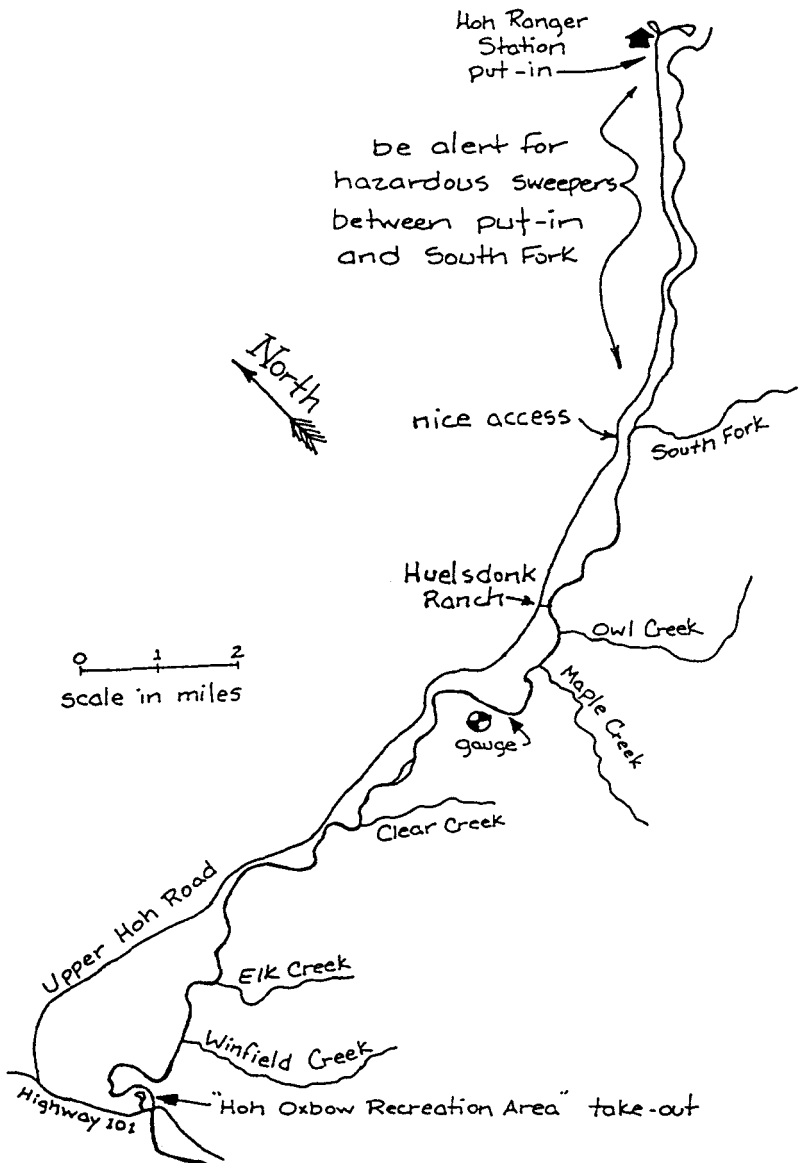 Hoh Ranger
Station
put-in
be alert for
hazardous sweepers
between put-in
and South Fork
North
nice access
South Fork
Huelsdonk
Ranch
Owl Creek
0 1 2
scale in miles
Maple Creek
gauge
Clear Creek
Upper Hoh Road
Elk Creek
Winfield Creek
"Hoh Oxbow Recreation Area" take-out
Highway 101